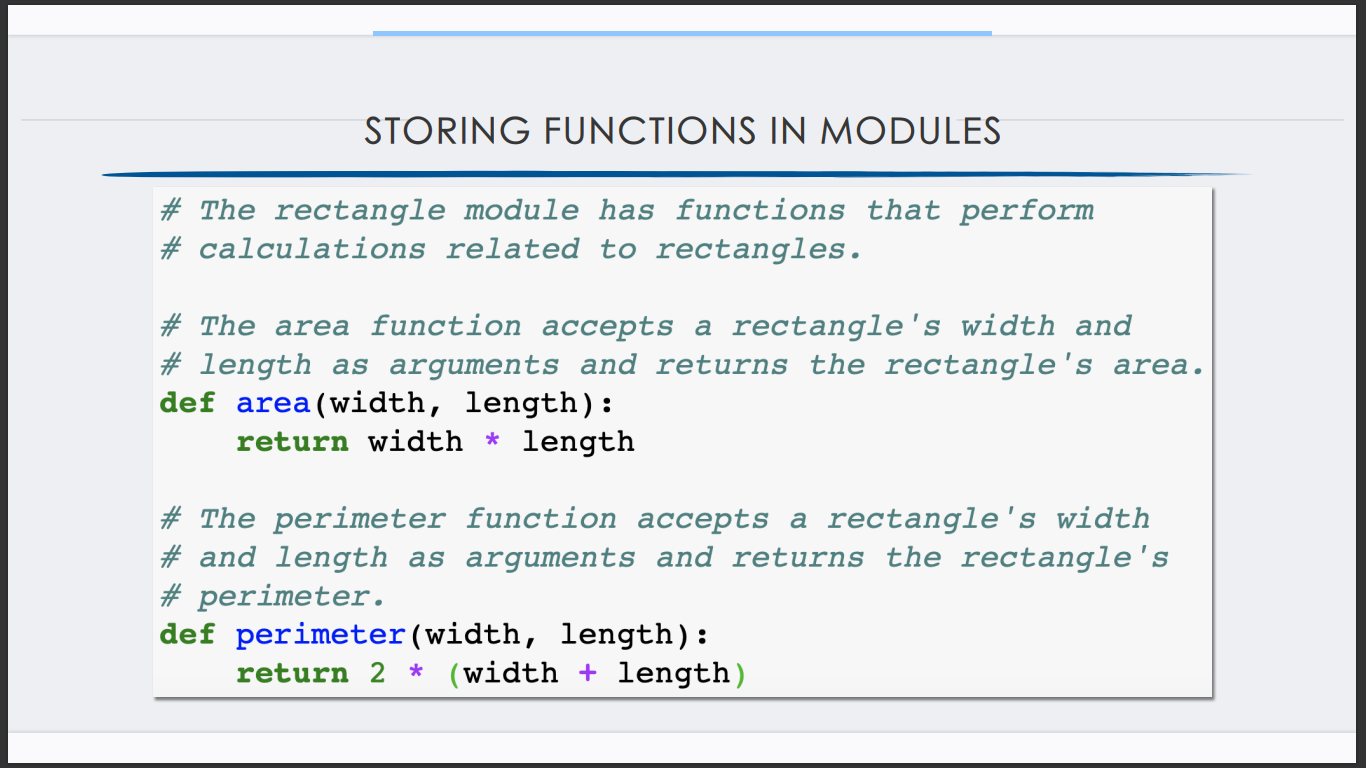 STORING FUNCTIONS IN MODULES
# The rectangle module has functions that perform
# calculations related to rectangles.
# The area function accepts a rectangle's width and
# length as arguments and returns the rectangle's area.
def area(width, length):
    return width * length
# The perimeter function accepts a rectangle's width
# and length as arguments and returns the rectangle's
# perimeter.
def perimeter(width, length):
    return 2 * (width + length)